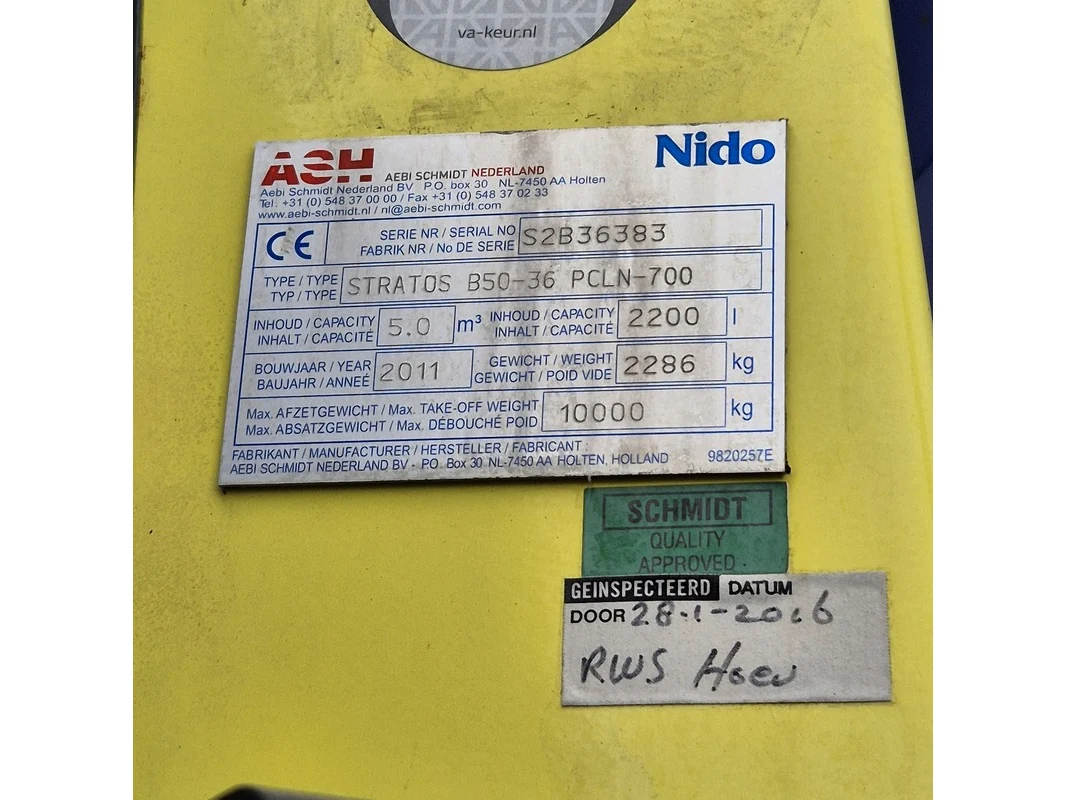 va-keur.nl
ASH AEBI SCHMIDT NEDERLAND
Nido
Aebi Schmidt Nederland BV P.O. box 30 NL-7450 AA Holten
Tel. +31 (0) 548 37 00 00 / Fax +31 (0) 548 37 02 33
www.aebi-schmidt.nl / nl@aebi-schmidt.com
CE
SERIE NR / SERIAL NO
FABRIK NR / No DE SERIE
S2B36383
TYPE / TYPE
TYP / TYPE
STRATOS B50-36 PCLN-700
INHOUD / CAPACITY
INHALT / CAPACITÉ
5.0 m³
INHOUD / CAPACITY
INHALT / CAPACITÉ
2200 l
BOUWJAAR / YEAR
BAUJAHR / ANNEÉ
2011
GEWICHT / WEIGHT
GEWICHT / POID VIDE
2286 kg
Max. AFZETGEWICHT / Max. TAKE-OFF WEIGHT
Max. ABSATZGEWICHT / Max. DÉBOUCHÉ POID
10000 kg
FABRIKANT / MANUFACTURER / HERSTELLER / FABRICANT :
AEBI SCHMIDT NEDERLAND BV - P.O. Box 30 NL-7450 AA HOLTEN, HOLLAND
9820257E
SCHMIDT
QUALITY
APPROVED
GEINSPECTEERD DATUM
DOOR 28-1-2016
RWS